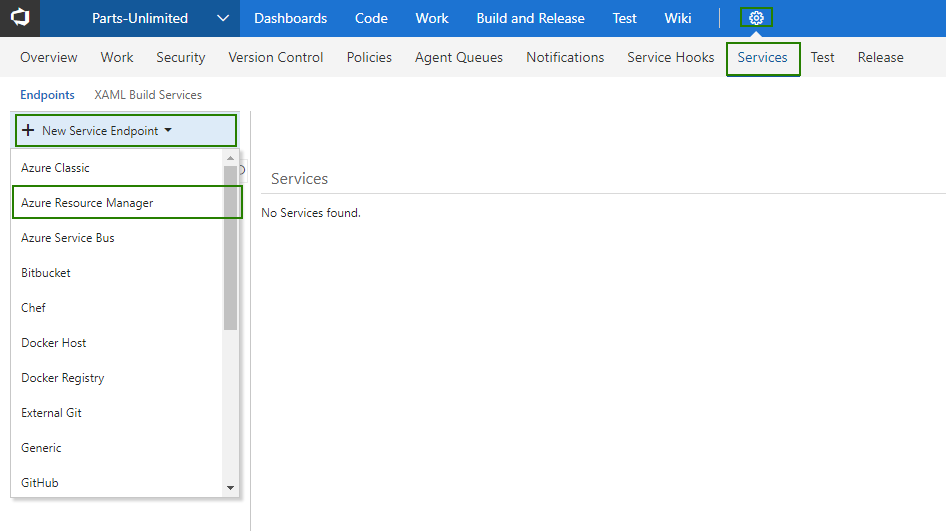 Parts-Unlimited Dashboards Code Work Build and Release Test Wiki
Overview Work Security Version Control Policies Agent Queues Notifications Service Hooks Services Test Release
Endpoints XAML Build Services
New Service Endpoint
Azure Classic
Azure Resource Manager
Azure Service Bus
Bitbucket
Chef
Docker Host
Docker Registry
External Git
Generic
GitHub
Services
No Services found.